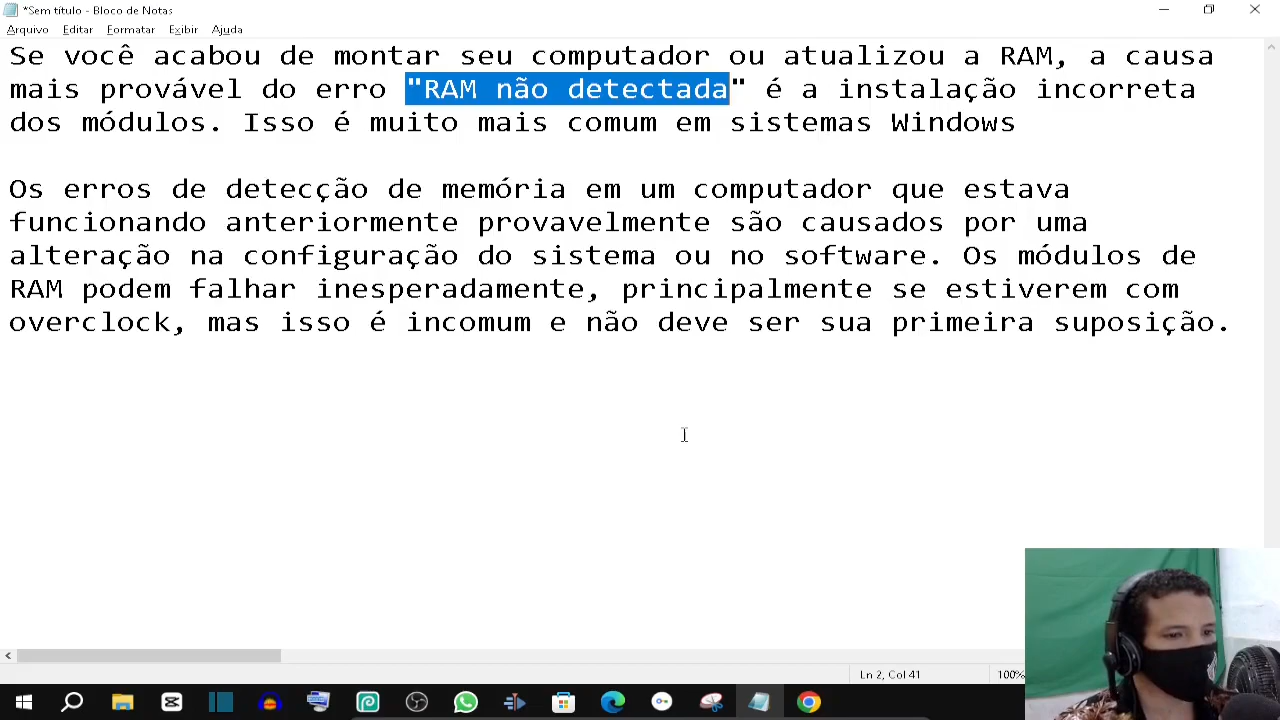 *Sem título - Bloco de Notas
Arquivo Editar Formatar Exibir Ajuda
Se você acabou de montar seu computador ou atualizou a RAM, a causa
mais provável do erro "RAM não detectada" é a instalação incorreta
dos módulos. Isso é muito mais comum em sistemas Windows
Os erros de detecção de memória em um computador que estava
funcionando anteriormente provavelmente são causados por uma
alteração na configuração do sistema ou no software. Os módulos de
RAM podem falhar inesperadamente, principalmente se estiverem com
overclock, mas isso é incomum e não deve ser sua primeira suposição.
Ln 2, Col 41 100%